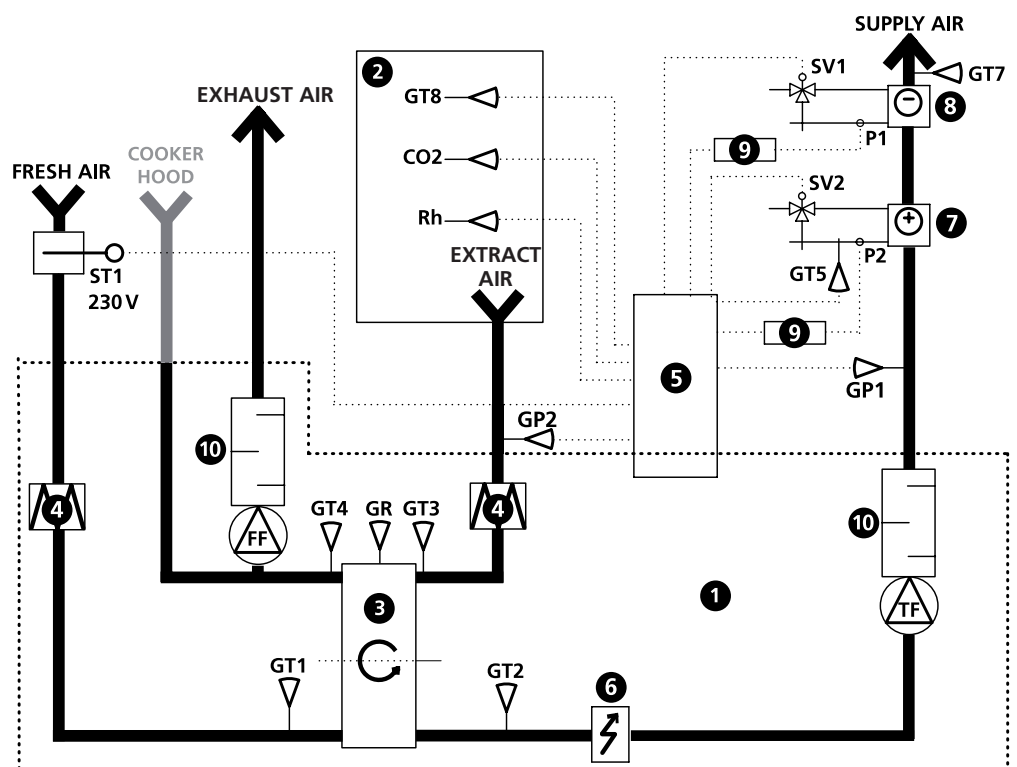 SUPPLY AIR
SV1
GT7
2
GT8
EXHAUST AIR
8
P1
COOKER
HOOD
CO2
9
FRESH AIR
SV2
Rh
7
EXTRACT
AIR
P2
ST1
230 V
GT5
9
5
GP1
GP2
10
4
GT4
GR
GT3
4
10
FF
3
1
TF
GT1
GT2
6